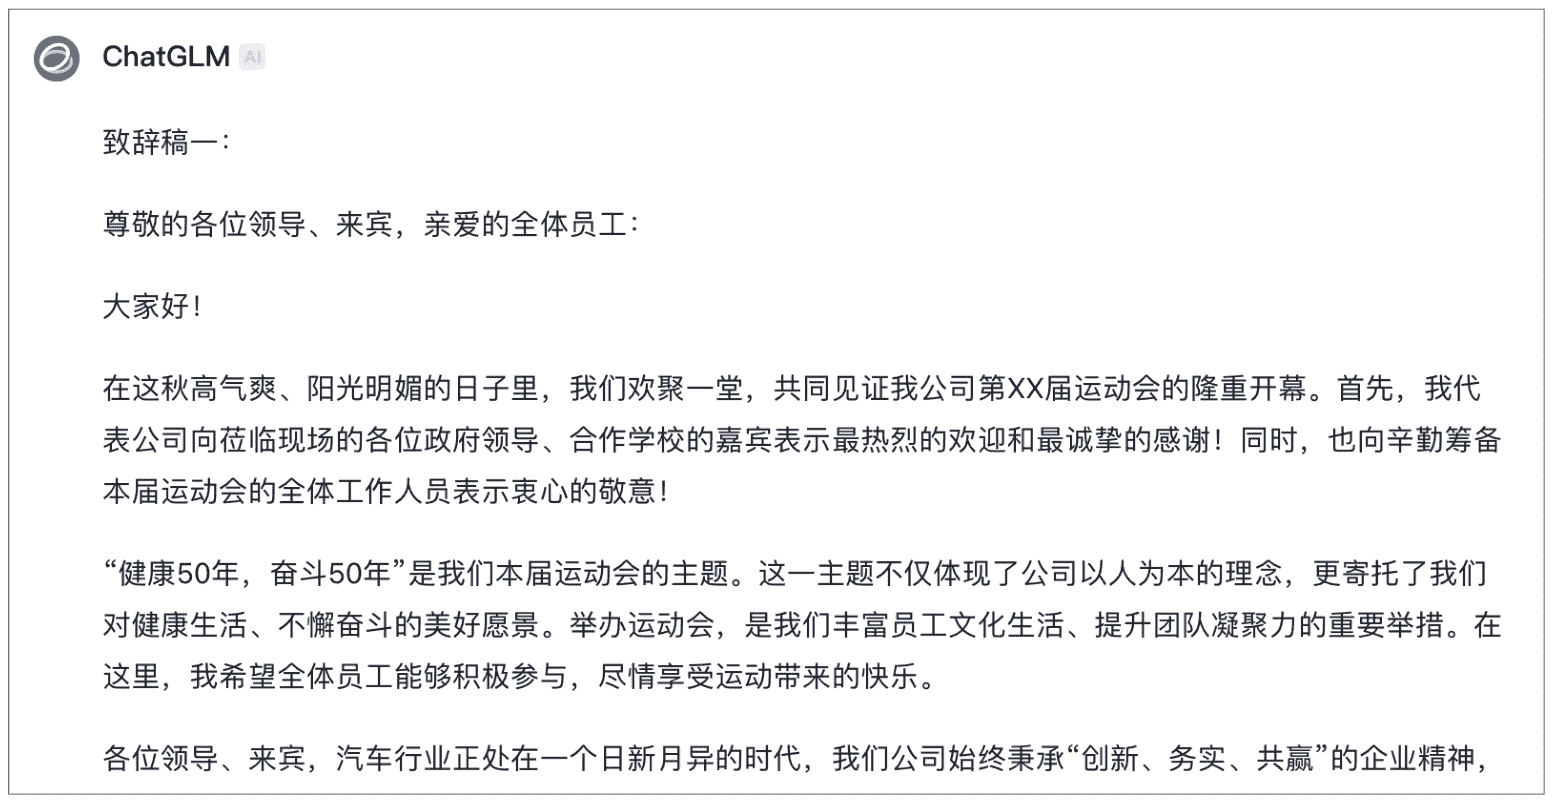 ChatGLM AI
致辞稿一：
尊敬的各位领导、来宾，亲爱的全体员工：
大家好！
在这秋高气爽、阳光明媚的日子里，我们欢聚一堂，共同见证我公司第XX届运动会的隆重开幕。首先，我代
表公司向莅临现场的各位政府领导、合作学校的嘉宾表示最热烈的欢迎和最诚挚的感谢！同时，也向辛勤筹备
本届运动会的全体工作人员表示衷心的敬意！
“健康50年，奋斗50年”是我们本届运动会的主题。这一主题不仅体现了公司以人为本的理念，更寄托了我们
对健康生活、不懈奋斗的美好愿景。举办运动会，是我们丰富员工文化生活、提升团队凝聚力的重要举措。在
这里，我希望全体员工能够积极参与，尽情享受运动带来的快乐。
各位领导、来宾，汽车行业正处在一个日新月异的时代，我们公司始终秉承“创新、务实、共赢”的企业精神，